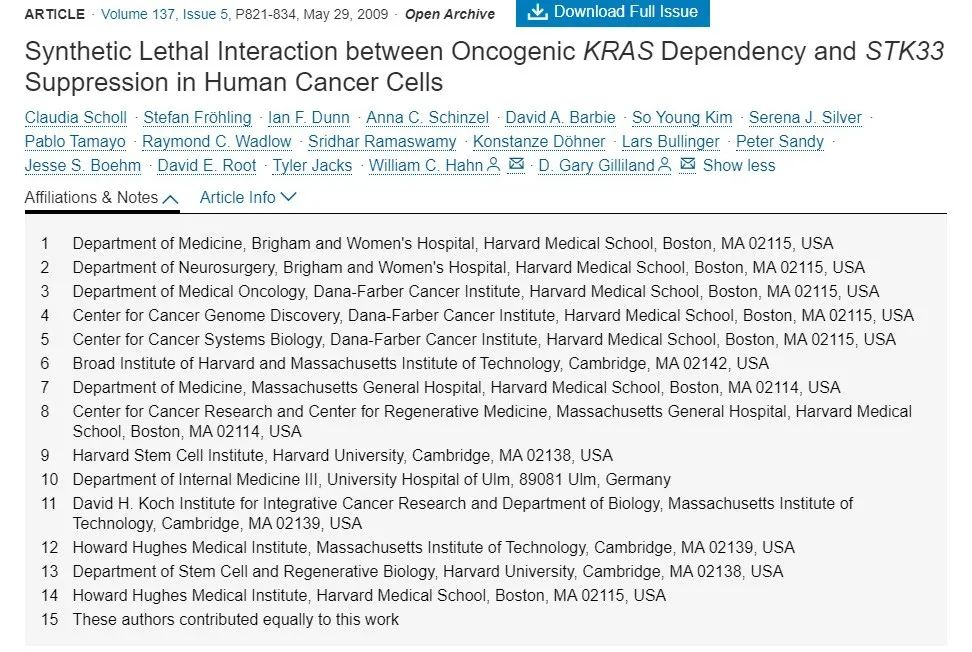 ARTICLE · Volume 137, Issue 5, P821-834, May 29, 2009 · Open Archive
Download Full Issue
Synthetic Lethal Interaction between Oncogenic KRAS Dependency and STK33
Suppression in Human Cancer Cells
Claudia Scholl · Stefan Fröhling · Ian F. Dunn · Anna C. Schinzel · David A. Barbie · So Young Kim · Serena J. Silver ·
Pablo Tamayo · Raymond C. Wadlow · Sridhar Ramaswamy · Konstanze Döhner · Lars Bullinger · Peter Sandy ·
Jesse S. Boehm · David E. Root · Tyler Jacks · William C. Hahn · D. Gary Gilliland Show less
Affiliations & Notes Article Info
1 Department of Medicine, Brigham and Women's Hospital, Harvard Medical School, Boston, MA 02115, USA
2 Department of Neurosurgery, Brigham and Women's Hospital, Harvard Medical School, Boston, MA 02115, USA
3 Department of Medical Oncology, Dana-Farber Cancer Institute, Harvard Medical School, Boston, MA 02115, USA
4 Center for Cancer Genome Discovery, Dana-Farber Cancer Institute, Harvard Medical School, Boston, MA 02115, USA
5 Center for Cancer Systems Biology, Dana-Farber Cancer Institute, Harvard Medical School, Boston, MA 02115, USA
6 Broad Institute of Harvard and Massachusetts Institute of Technology, Cambridge, MA 02142, USA
7 Department of Medicine, Massachusetts General Hospital, Harvard Medical School, Boston, MA 02114, USA
8 Center for Cancer Research and Center for Regenerative Medicine, Massachusetts General Hospital, Harvard Medical
School, Boston, MA 02114, USA
9 Harvard Stem Cell Institute, Harvard University, Cambridge, MA 02138, USA
10 Department of Internal Medicine III, University Hospital of Ulm, 89081 Ulm, Germany
11 David H. Koch Institute for Integrative Cancer Research and Department of Biology, Massachusetts Institute of
Technology, Cambridge, MA 02139, USA
12 Howard Hughes Medical Institute, Massachusetts Institute of Technology, Cambridge, MA 02139, USA
13 Department of Stem Cell and Regenerative Biology, Harvard University, Cambridge, MA 02138, USA
14 Howard Hughes Medical Institute, Harvard Medical School, Boston, MA 02115, USA
15 These authors contributed equally to this work